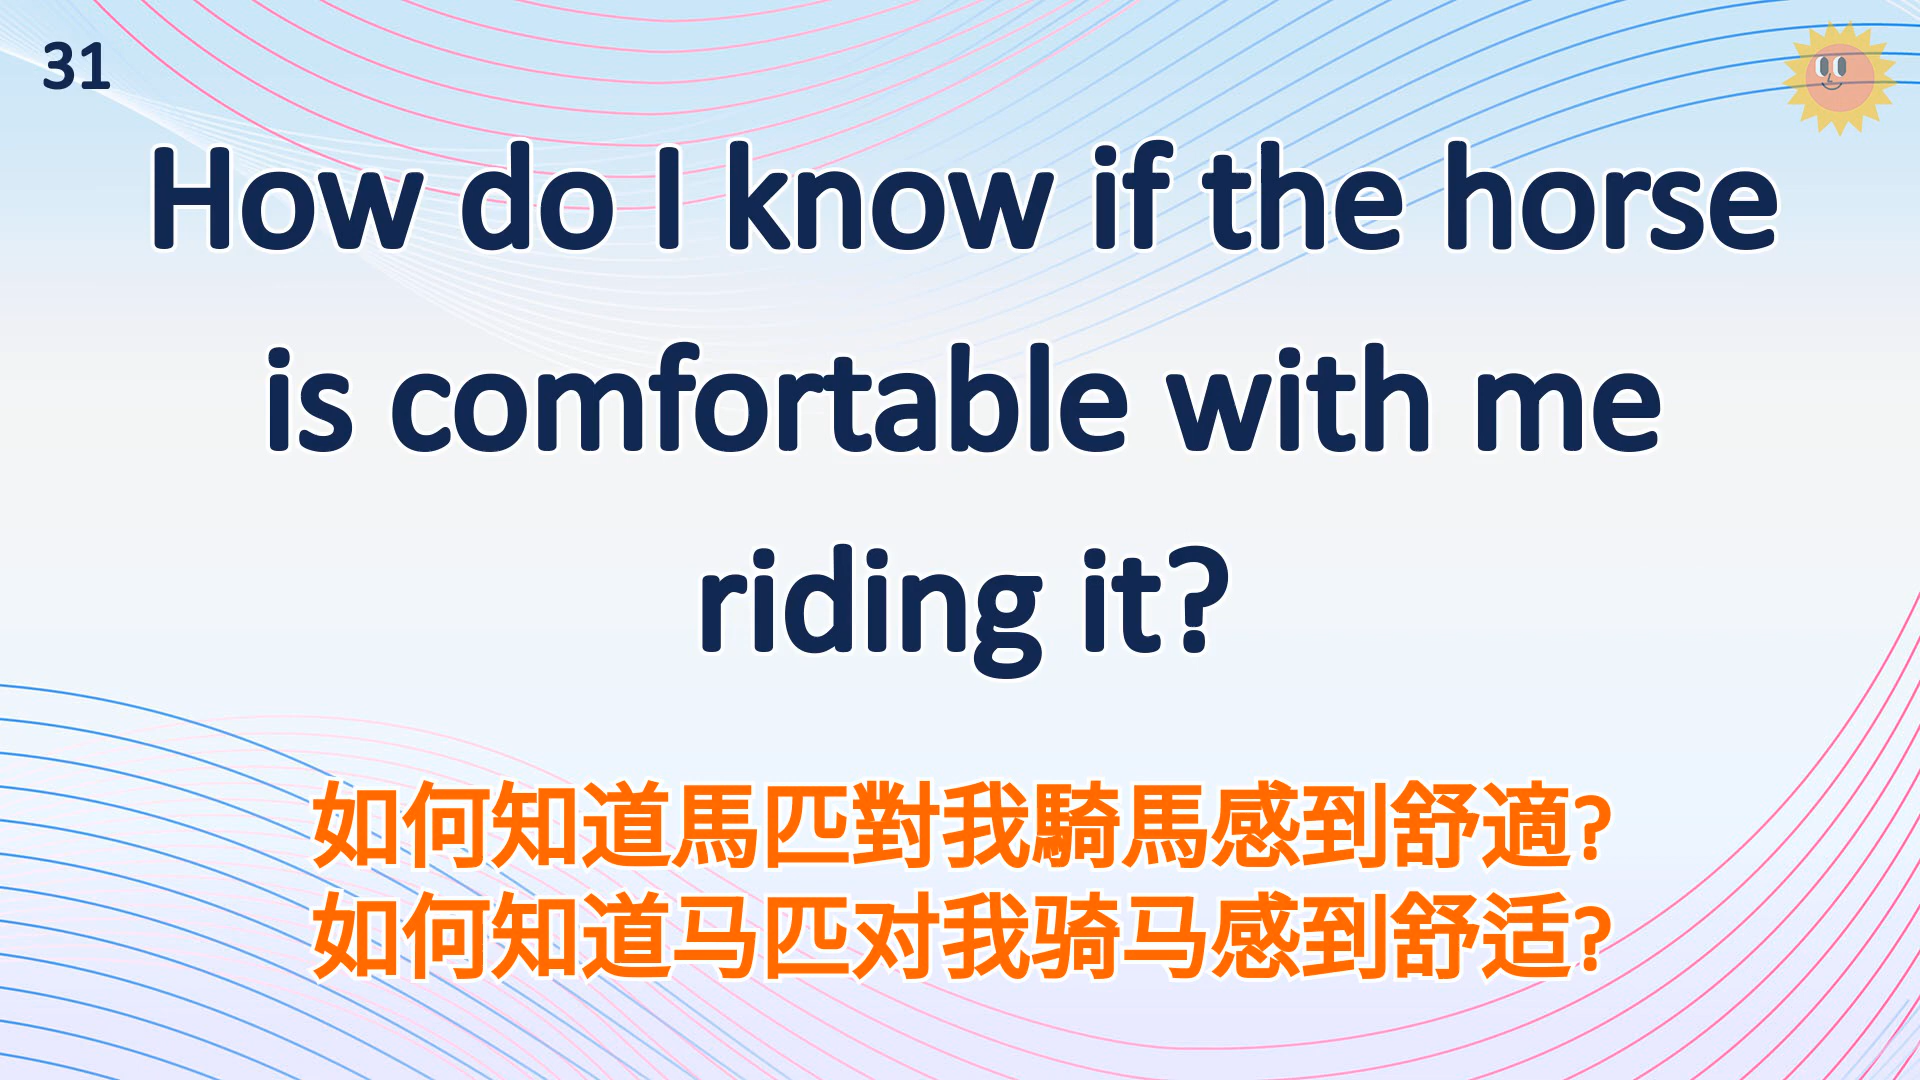 31
How do I know if the horse
is comfortable with me
riding it?
如何知道馬匹對我騎馬感到舒適?
如何知道马匹对我骑马感到舒适?